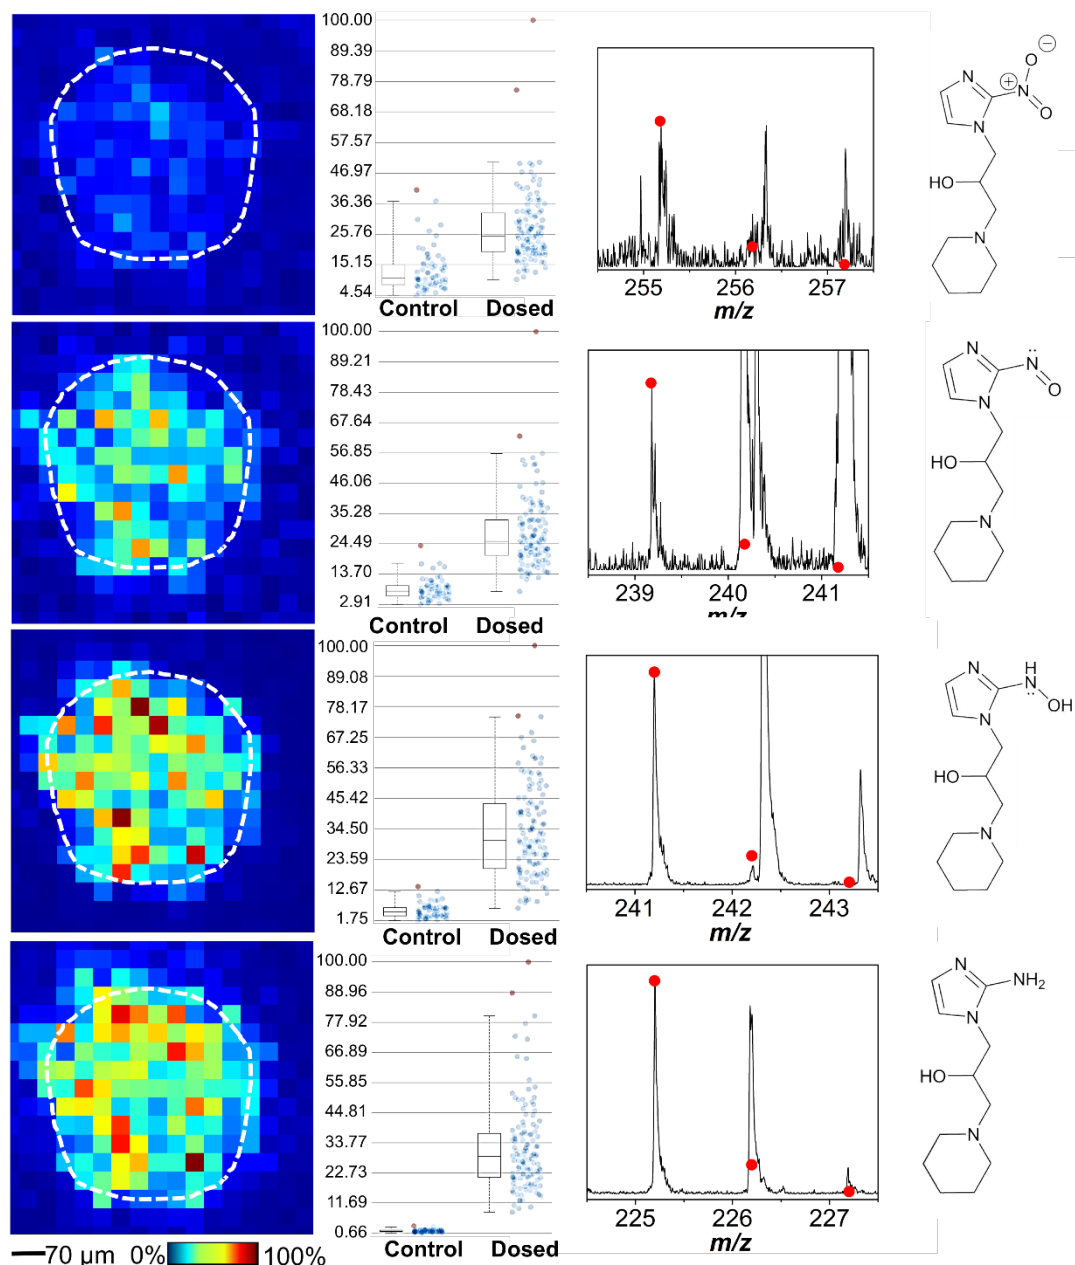 100.00
89.39
78.79
68.18
57.57
46.97
36.36
25.76
15.15
4.54
Control Dosed
255 256 257
m/z
N
N
HO
N
O ⊖
⊕ N
O
100.00
89.21
78.43
67.64
56.85
46.06
35.28
24.49
13.70
2.91
Control Dosed
239 240 241
m/z
N
N
N
O
HO
N
100.00
89.08
78.17
67.25
56.33
45.42
34.50
23.59
12.67
1.75
Control Dosed
241 242 243
m/z
N
H
N
OH
N
HO
N
100.00
88.96
77.92
66.89
55.85
44.81
33.77
22.73
11.69
0.66
Control Dosed
225 226 227
m/z
N
NH₂
N
HO
N
70 µm 0% 100%